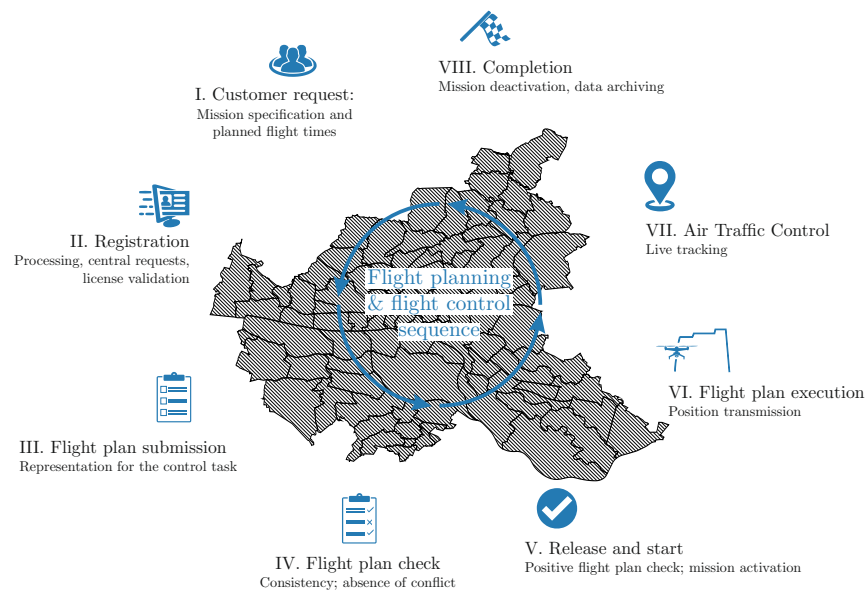 I. Customer request:
Mission specification and
planned flight times
II. Registration
Processing, central requests,
license validation
III. Flight plan submission
Representation for the control task
IV. Flight plan check
Consistency; absence of conflict
V. Release and start
Positive flight plan check; mission activation
VI. Flight plan execution
Position transmission
VII. Air Traffic Control
Live tracking
VIII. Completion
Mission deactivation, data archiving
Flight planning
& flight control
sequence